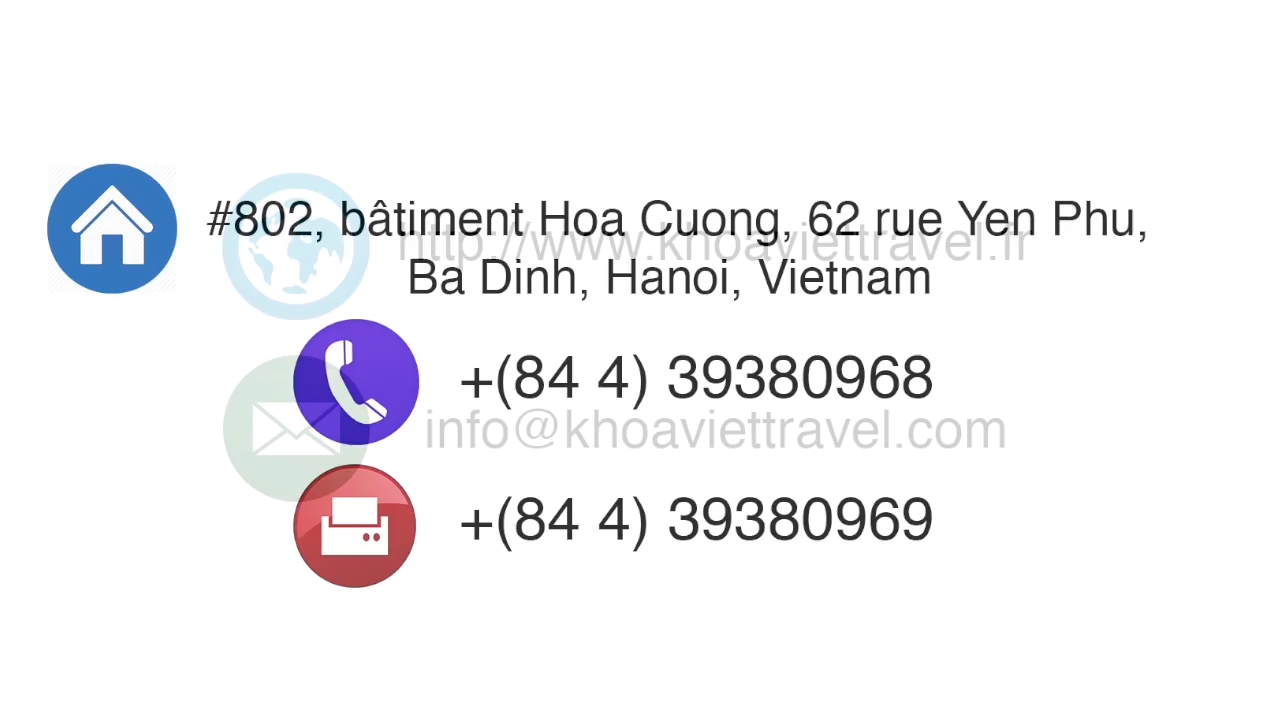 #802, bâtiment Hoa Cuong, 62 rue Yen Phu,
http://www.khoaviettravel.fr
Ba Dinh, Hanoi, Vietnam
+(84 4) 39380968
info@khoaviettravel.com
+(84 4) 39380969